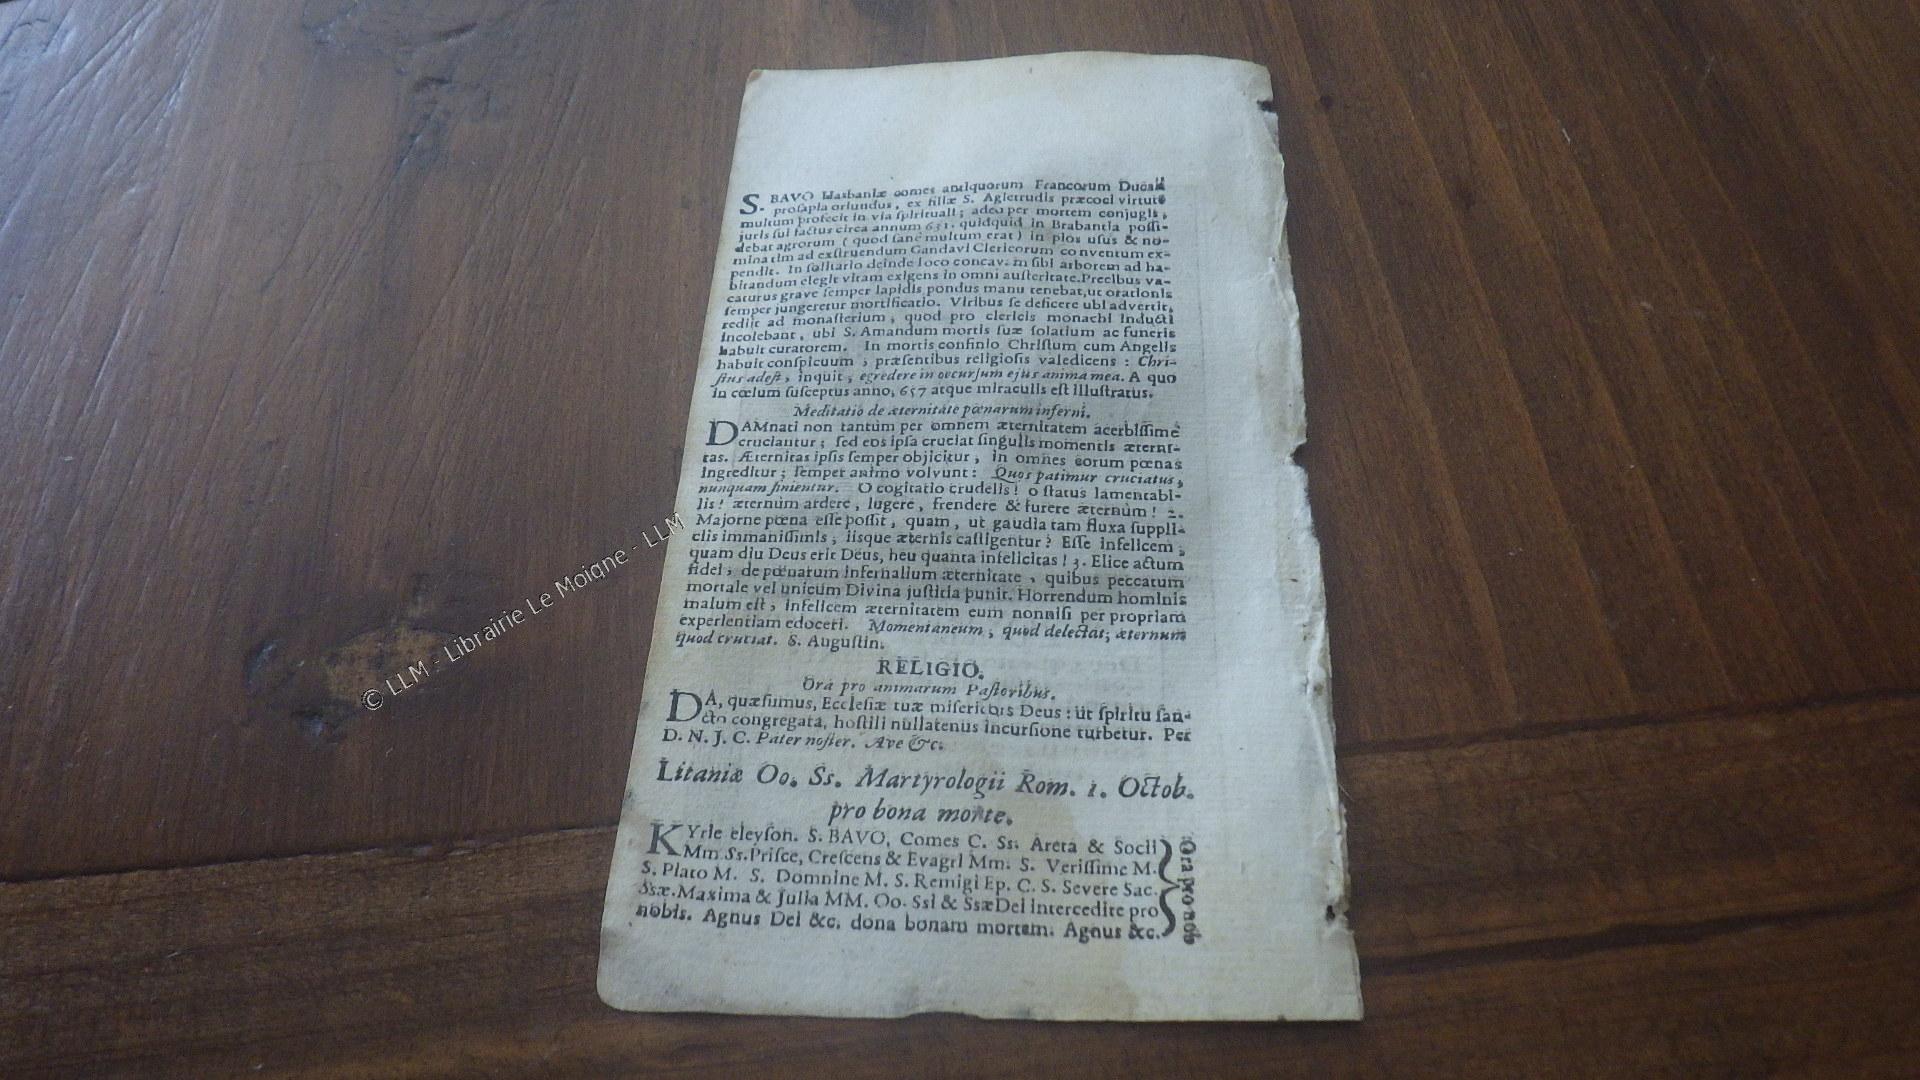 S. BAVO Hasbaniæ comes antiquorum Francorum Ducali
prosapia oriundus, ex filiæ S. Agletrudis præcoci virtute
multum profecit in via spirituali; adeo per mortem conjugis,
juris sui factus circa annum 631. quidquid in Brabantia possi-
debat agrorum (quod sanè multum erat) in pios usus & no-
minatim ad exstruendum Gandavi Clericorum conventum ex-
pendit. In solitario deinde loco concavam sibi arborem ad ha-
bitandum elegit vitam exigens in omni austeritate. Precibus va-
caturus grave semper lapidis pondus manu tenebat, ut orationis
semper jungeretur mortificatio. Viribus se deficere ubi advertit,
redijt ad monasterium, quod pro clericis monachi inducti
incolebant, ubi S. Amandum mortis suæ solatium ac funeris
habuit curatorem. In mortis confinio Christum cum Angelis
habuit conspicuum, præsentibus religiosis valedicens: Chri-
stus adest, inquit, egredere in occursum ejus anima mea. A quo
in cœlum susceptus anno, 657 atque miraculis est illustratus.
Meditatio de æternitate pœnarum inferni.
DAMnati non tantùm per omnem æternitatem acerbissimè
cruciantur; sed eos ipsa cruciat singulis momentis æterni-
tas. Æternitas ipsis semper objicitur, in omnes eorum pœnas
ingreditur; semper animo volvunt: Quos patimur cruciatus,
nunquam finientur. O cogitatio crudelis! o status lamentabi-
lis! æternùm ardere, lugere, frendere & furere æternùm! 2.
Majorne pœna esse possit, quam, ut gaudia tam fluxa suppli-
ciis immanissimis, iisque æternis castigentur? Esse infelicem,
quam diu Deus erit Deus, heu quanta infelicitas! 3. Elice actum
fidei, de pœnarum infernalium æternitate, quibus peccatum
mortale vel unicum Divina justitia punit. Horrendum hominis
malum est, infelicem æternitatem eum nonnisi per propriam
experientiam edoceri. Momentaneum, quod delectat, æternum
quod cruciat. S. Augustin.
RELIGIO.
Ora pro animarum Pastoribus.
DA, quæsumus, Ecclesiæ tuæ misericors Deus: ut spiritu san-
cto congregata, hostili nullatenus incursione turbetur. Per
D. N. J. C. Pater noster. Ave &c.
Litaniæ Oo. Ss. Martyrologii Rom. 1. Octob.
pro bona morte.
KYrie eleyson. S. BAVO, Comes C. Ss. Areta & Socii
Mm. Ss. Prisce, Crescens & Evagri Mm. S. Verissime M.
S. Plato M. S. Domnine M. S. Remigi Ep. C. S. Severe Sac.
Ssæ. Maxima & Julia MM. Oo. Ssi & Ssæ Dei intercedite pro
nobis. Agnus Dei &c. dona bonam mortem. Agnus &c.
Ora pro nob
© LLM - Librairie Le Moigne - LLM